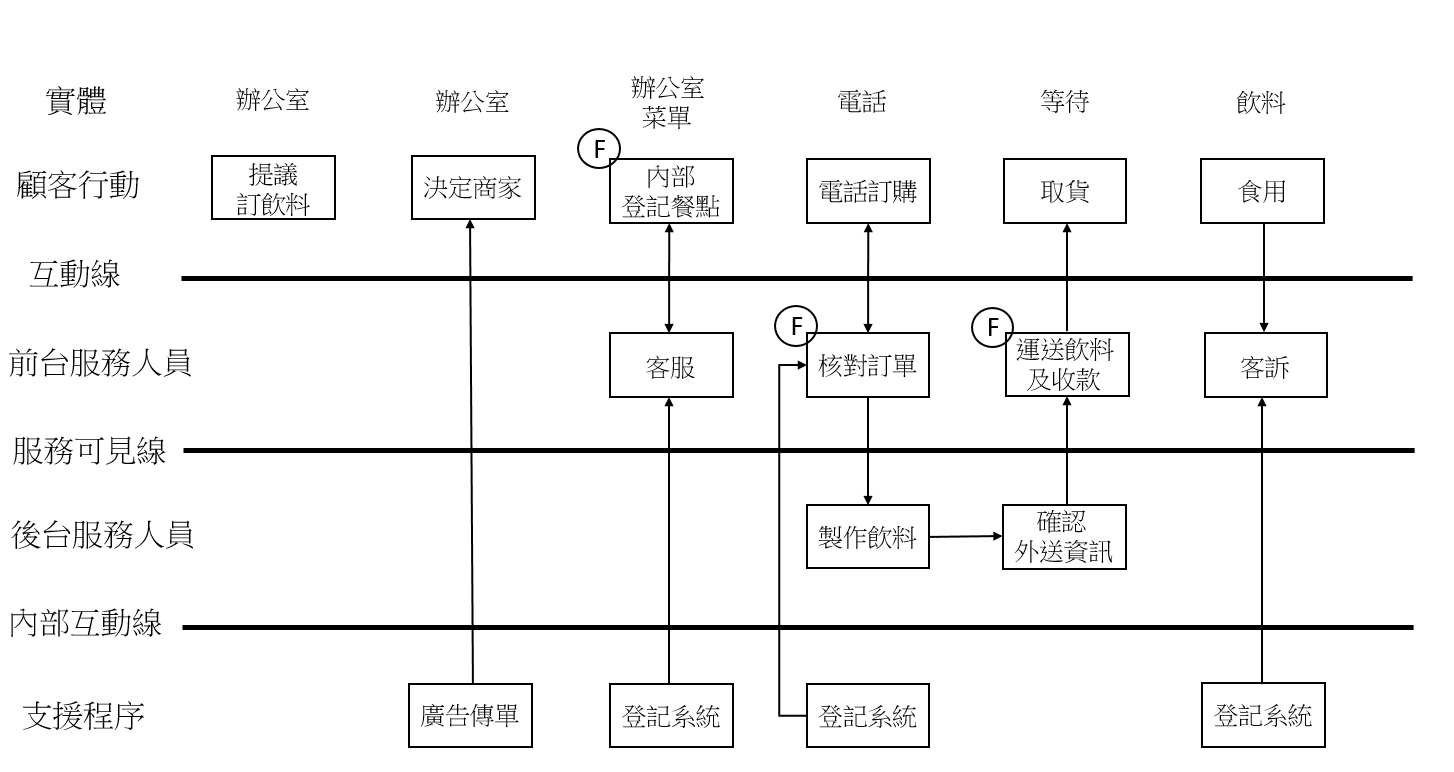 實體
辦公室
辦公室
辦公室
菜單
電話
等待
飲料
顧客行動
提議
訂飲料
決定商家
F
內部
登記餐點
電話訂購
取貨
食用
互動線
前台服務人員
客服
F
核對訂單
F
運送飲料
及收款
客訴
服務可見線
後台服務人員
製作飲料
確認
外送資訊
內部互動線
支援程序
廣告傳單
登記系統
登記系統
登記系統